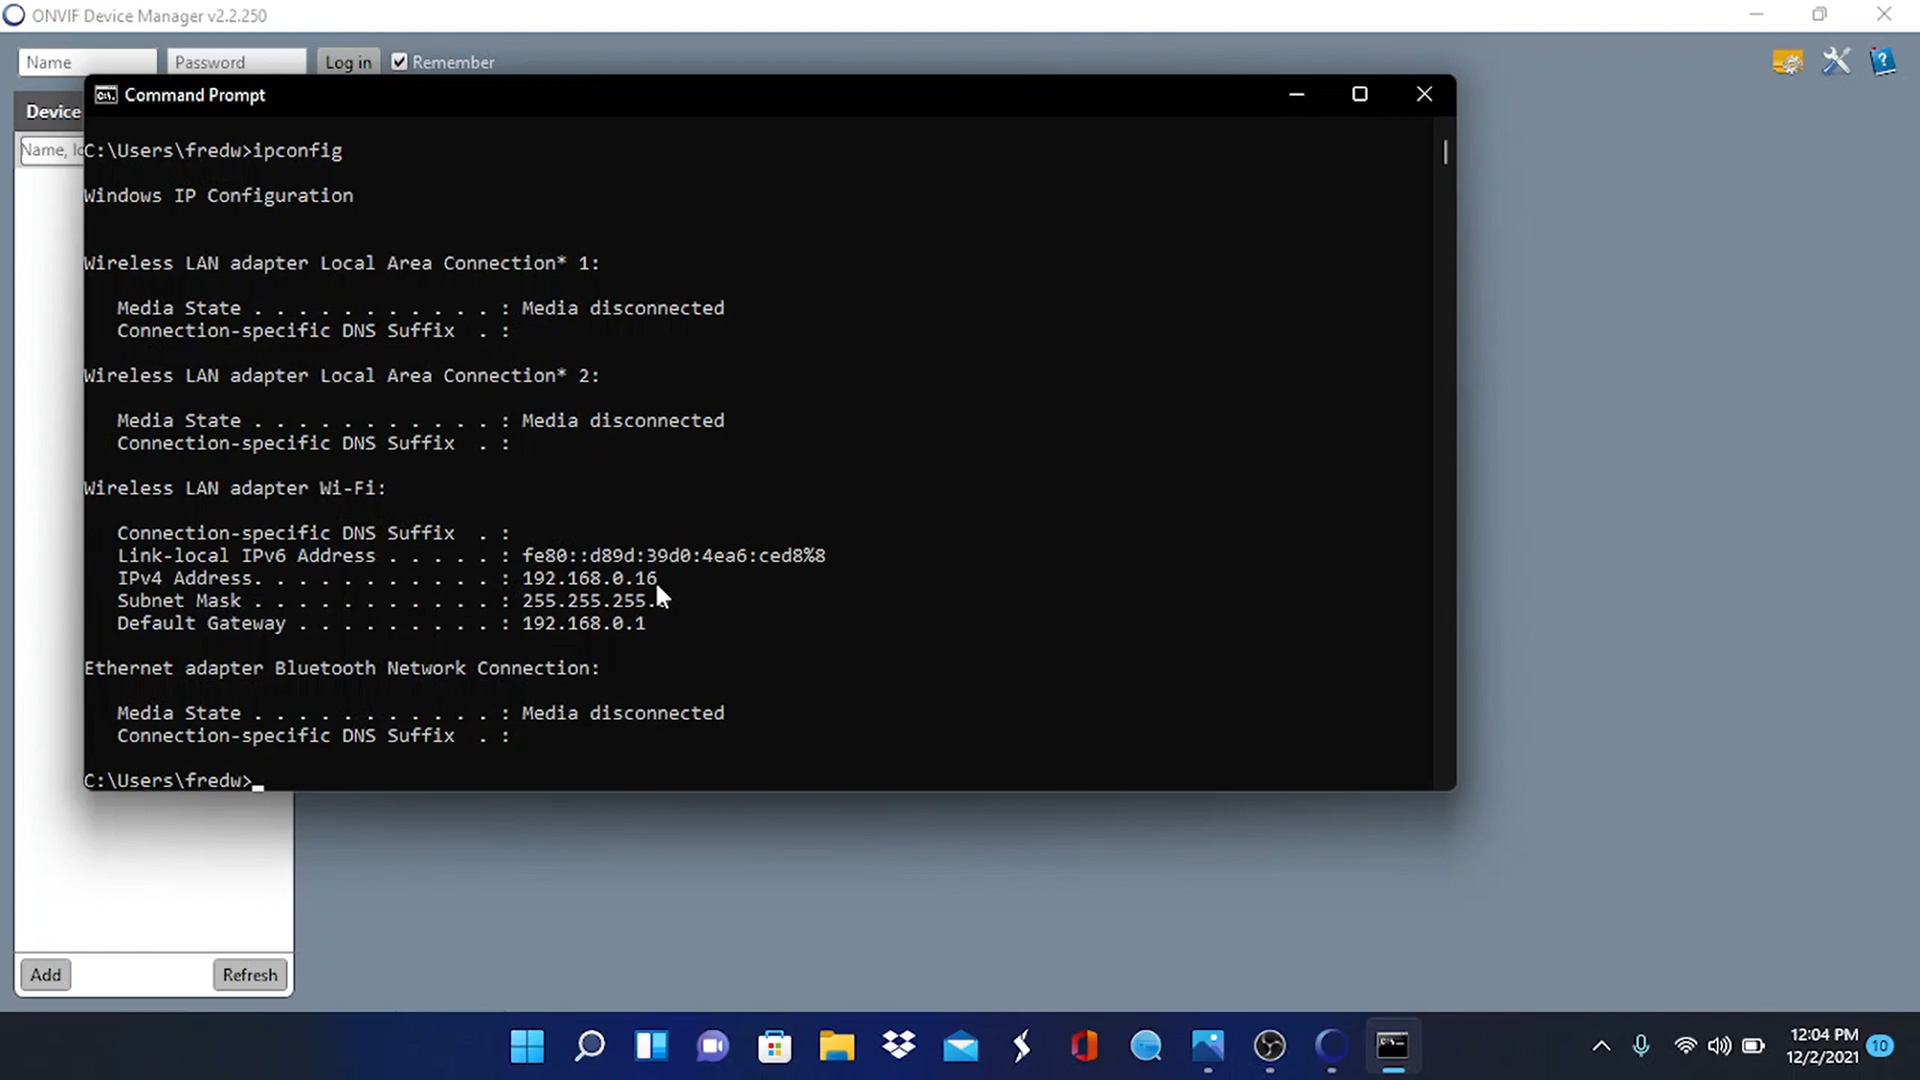 ONVIF Device Manager v2.2.250
Name Password Log in Remember
Device
Name, lo
Command Prompt
C:\Users\fredw>ipconfig
Windows IP Configuration
Wireless LAN adapter Local Area Connection* 1:
Media State . . . . . . . . . . . : Media disconnected
Connection-specific DNS Suffix . :
Wireless LAN adapter Local Area Connection* 2:
Media State . . . . . . . . . . . : Media disconnected
Connection-specific DNS Suffix . :
Wireless LAN adapter Wi-Fi:
Connection-specific DNS Suffix . :
Link-local IPv6 Address . . . . . : fe80::d89d:39d0:4ea6:ced8%8
IPv4 Address. . . . . . . . . . . : 192.168.0.16
Subnet Mask . . . . . . . . . . . : 255.255.255.
Default Gateway . . . . . . . . . : 192.168.0.1
Ethernet adapter Bluetooth Network Connection:
Media State . . . . . . . . . . . : Media disconnected
Connection-specific DNS Suffix . :
C:\Users\fredw>
Add Refresh
12:04 PM
12/2/2021 10